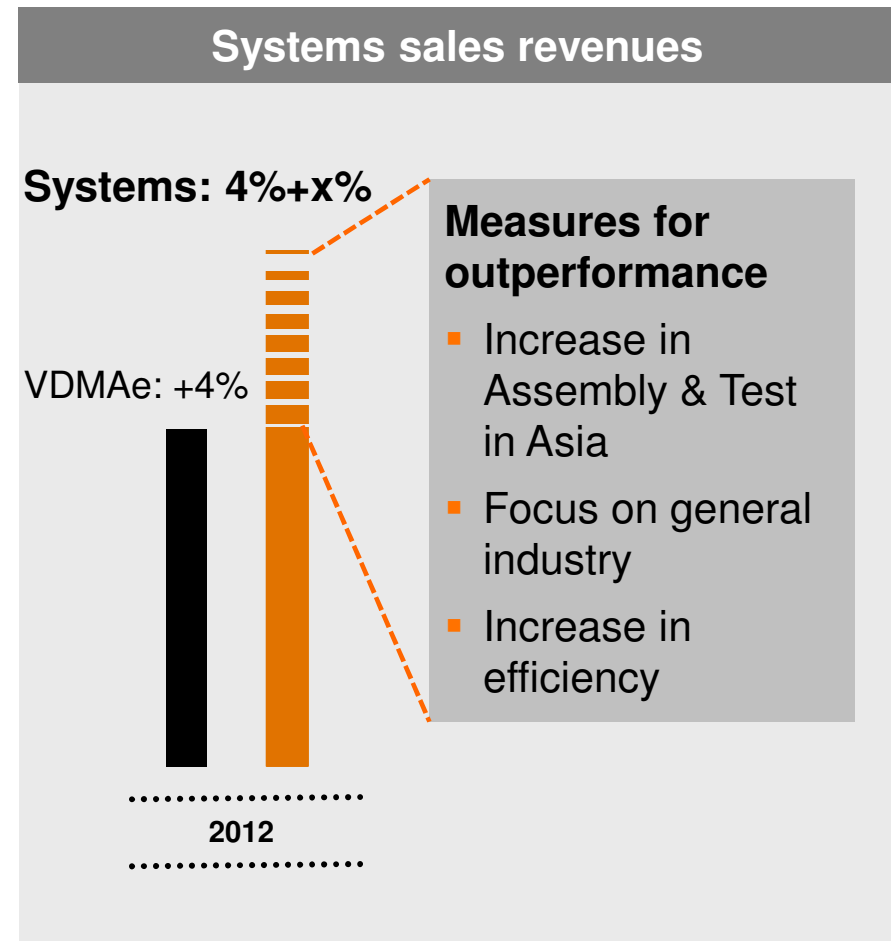 Systems sales revenues
Systems: 4%+x%
VDMAe: +4%
2012
Measures for
outperformance
Increase in
Assembly & Test
in Asia
Focus on general
industry
Increase in
efficiency